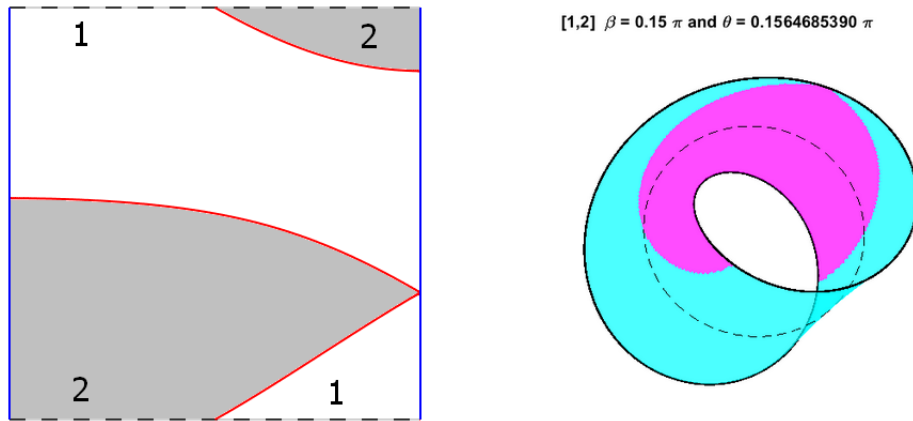 1
2
2
1
[1,2] β = 0.15 π and θ = 0.1564685390 π